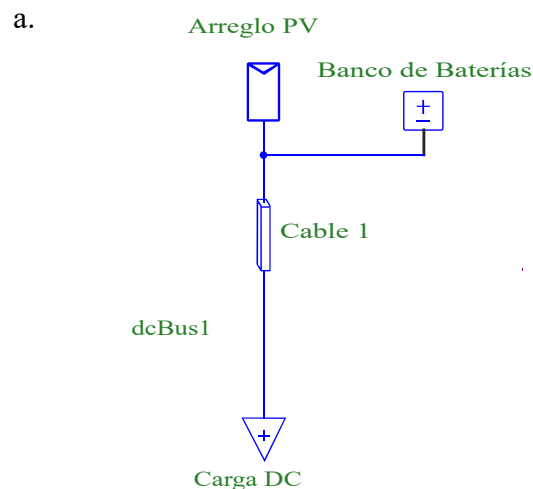 a.
Arreglo PV
Banco de Baterías
Cable 1
dcBus1
Carga DC